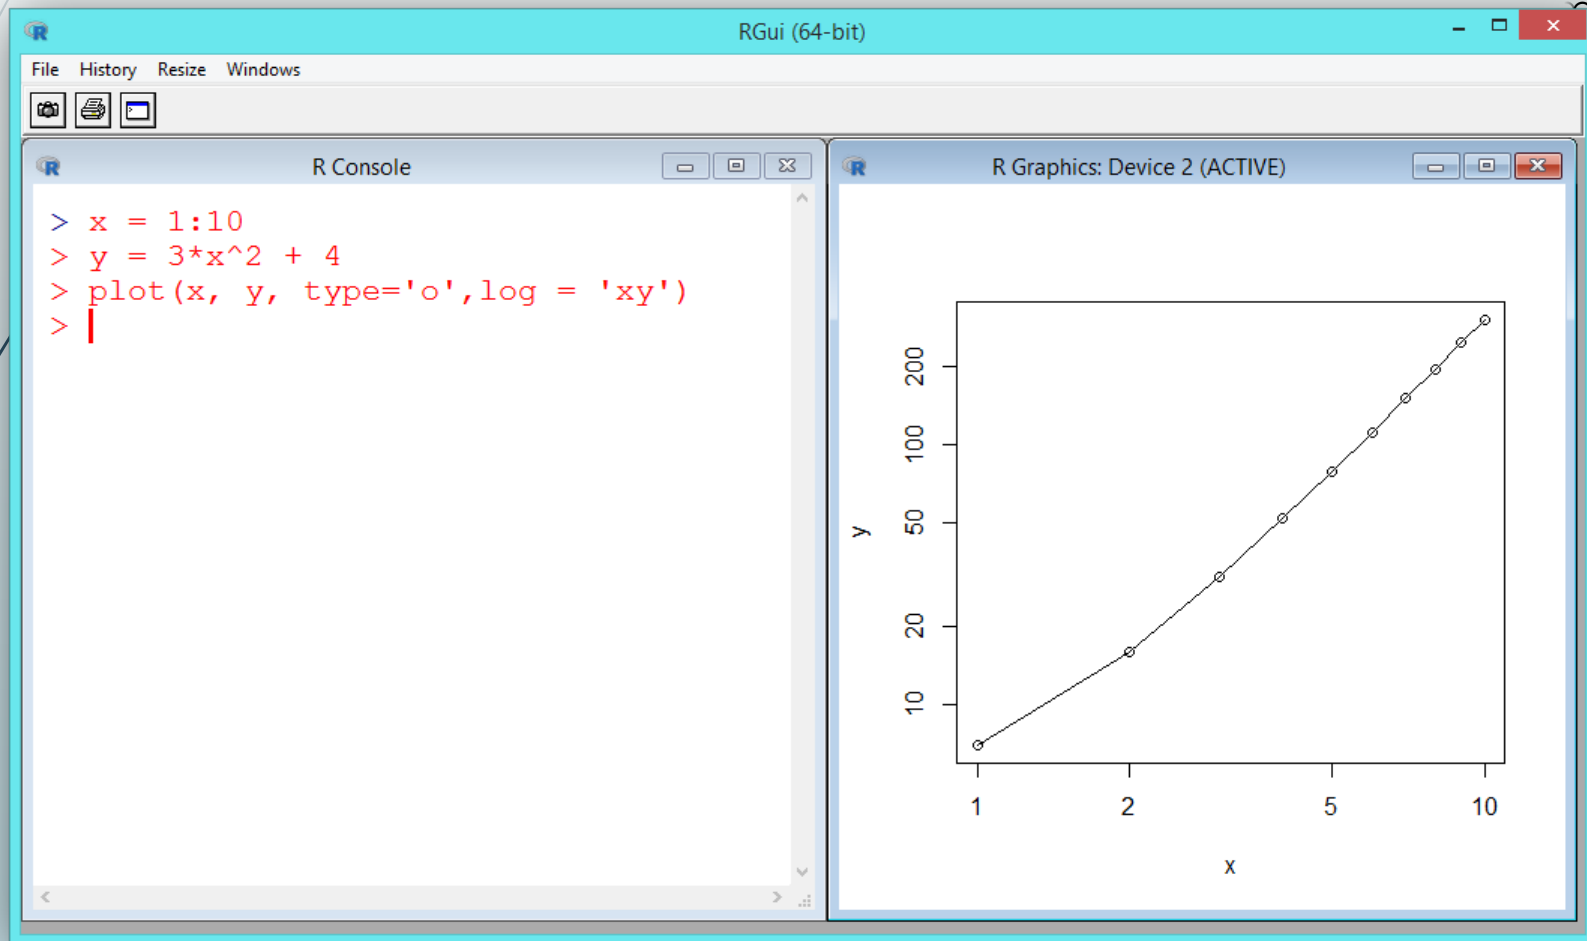 RGui (64-bit)
File History Resize Windows
R Console
> x = 1:10
> y = 3*x^2 + 4
> plot(x, y, type='o',log = 'xy')
>
R Graphics: Device 2 (ACTIVE)
200
100
50
20
10
y
1 2 5 10
x